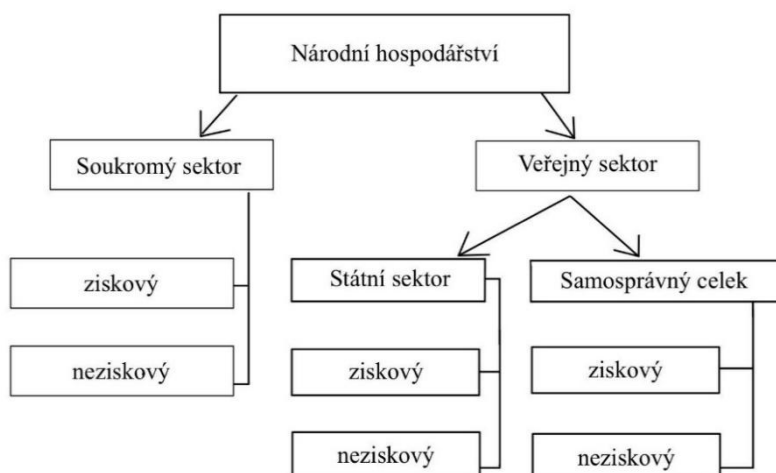 Národní hospodářství
Soukromý sektor
Veřejný sektor
ziskový
neziskový
Státní sektor
ziskový
neziskový
Samosprávný celek
ziskový
neziskový